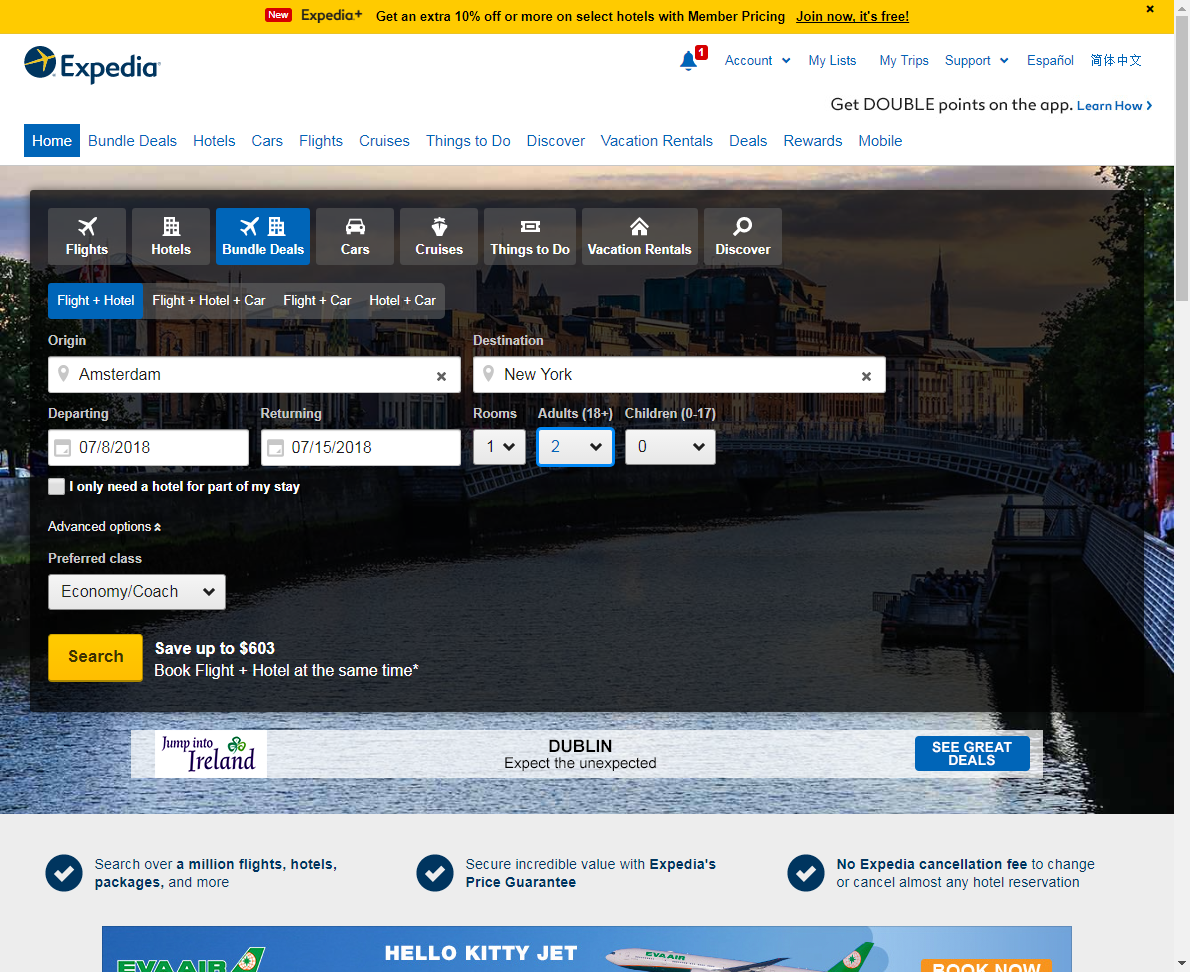 New Expedia+ Get an extra 10% off or more on select hotels with Member Pricing Join now, it's free!
Expedia
1 Account My Lists My Trips Support Español 简体中文
Get DOUBLE points on the app. Learn How
Home Bundle Deals Hotels Cars Flights Cruises Things to Do Discover Vacation Rentals Deals Rewards Mobile
Flights Hotels Bundle Deals Cars Cruises Things to Do Vacation Rentals Discover
Flight + Hotel Flight + Hotel + Car Flight + Car Hotel + Car
Origin Destination
Amsterdam New York
Departing Returning Rooms Adults (18+) Children (0-17)
07/8/2018 07/15/2018 1 2 0
I only need a hotel for part of my stay
Advanced options
Preferred class
Economy/Coach
Search
Save up to $603
Book Flight + Hotel at the same time*
Jump into
Ireland
DUBLIN
Expect the unexpected
SEE GREAT
DEALS
Search over a million flights, hotels,
packages, and more
Secure incredible value with Expedia's
Price Guarantee
No Expedia cancellation fee to change
or cancel almost any hotel reservation
EVA AIR
HELLO KITTY JET
EVA AIR
BOOK NOW